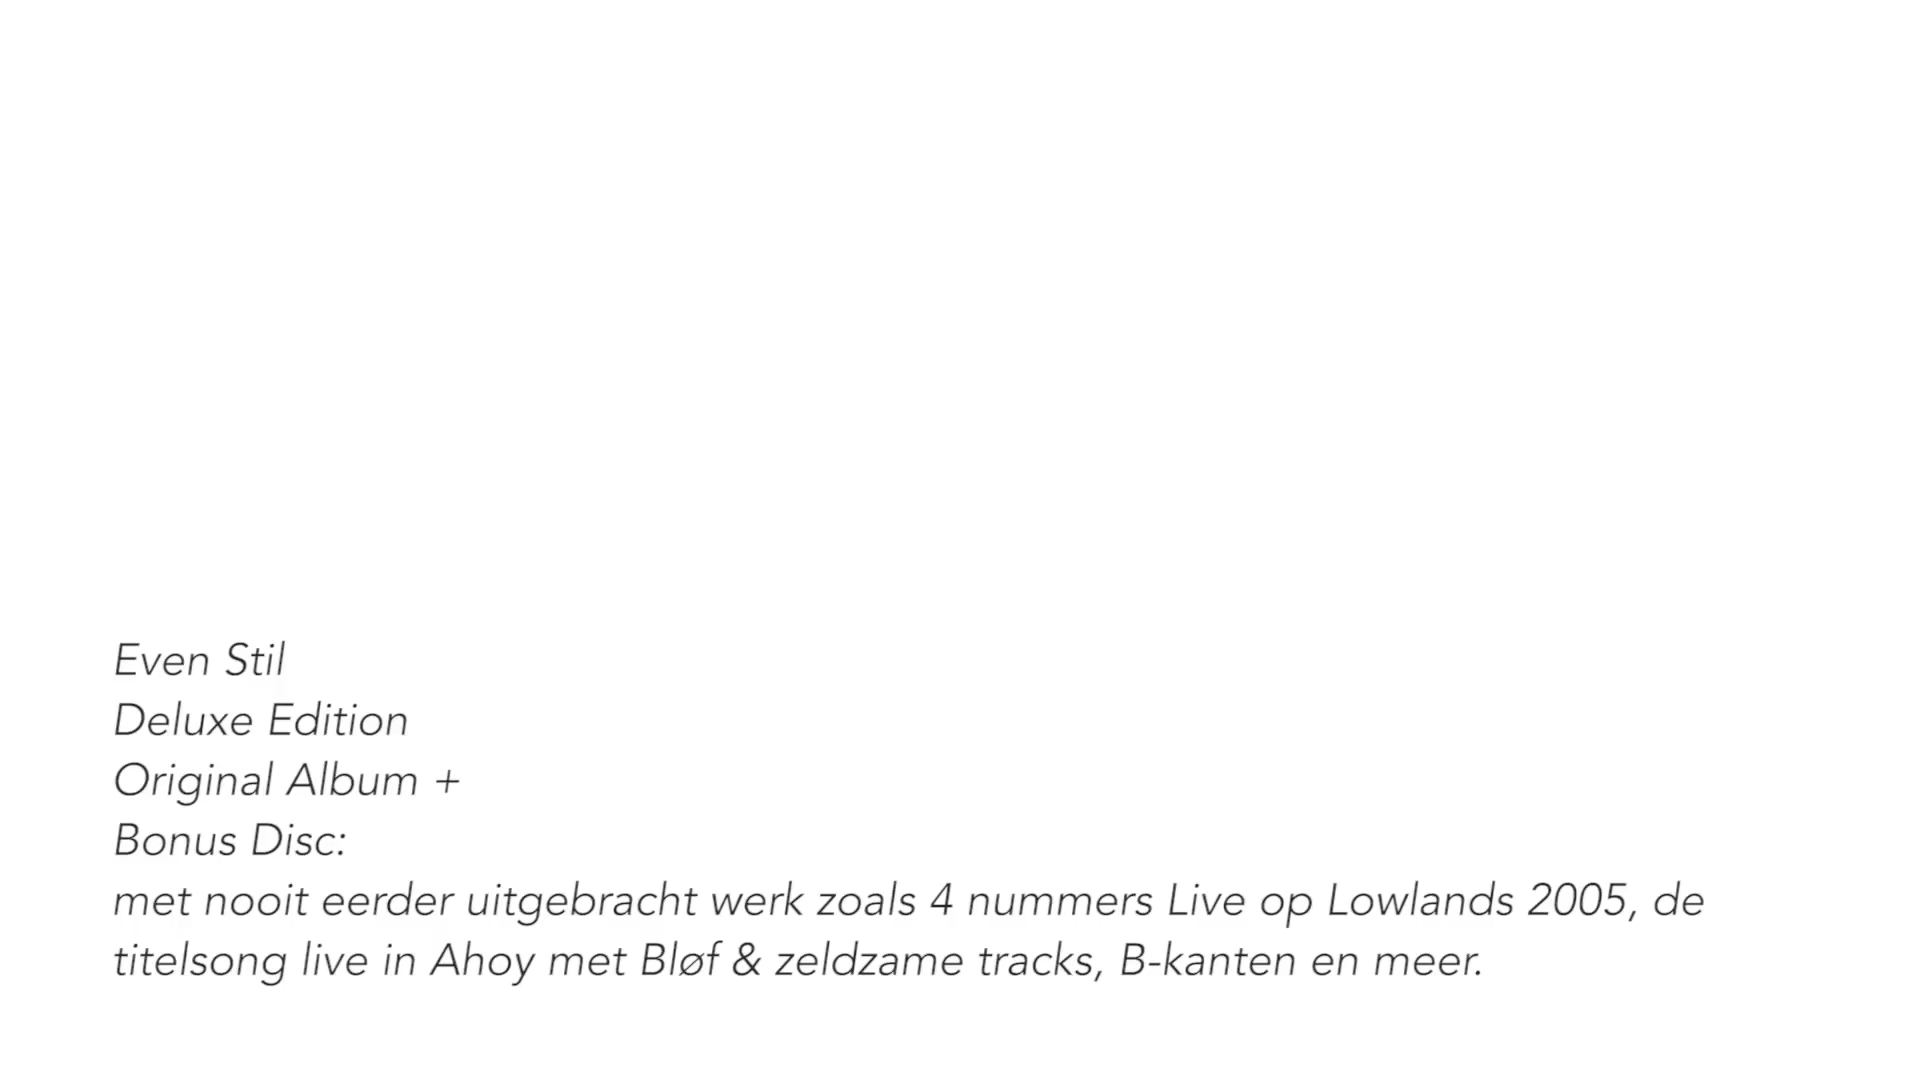 Even Stil
Deluxe Edition
Original Album +
Bonus Disc:
met nooit eerder uitgebracht werk zoals 4 nummers Live op Lowlands 2005, de
titelsong live in Ahoy met Bløf & zeldzame tracks, B-kanten en meer.